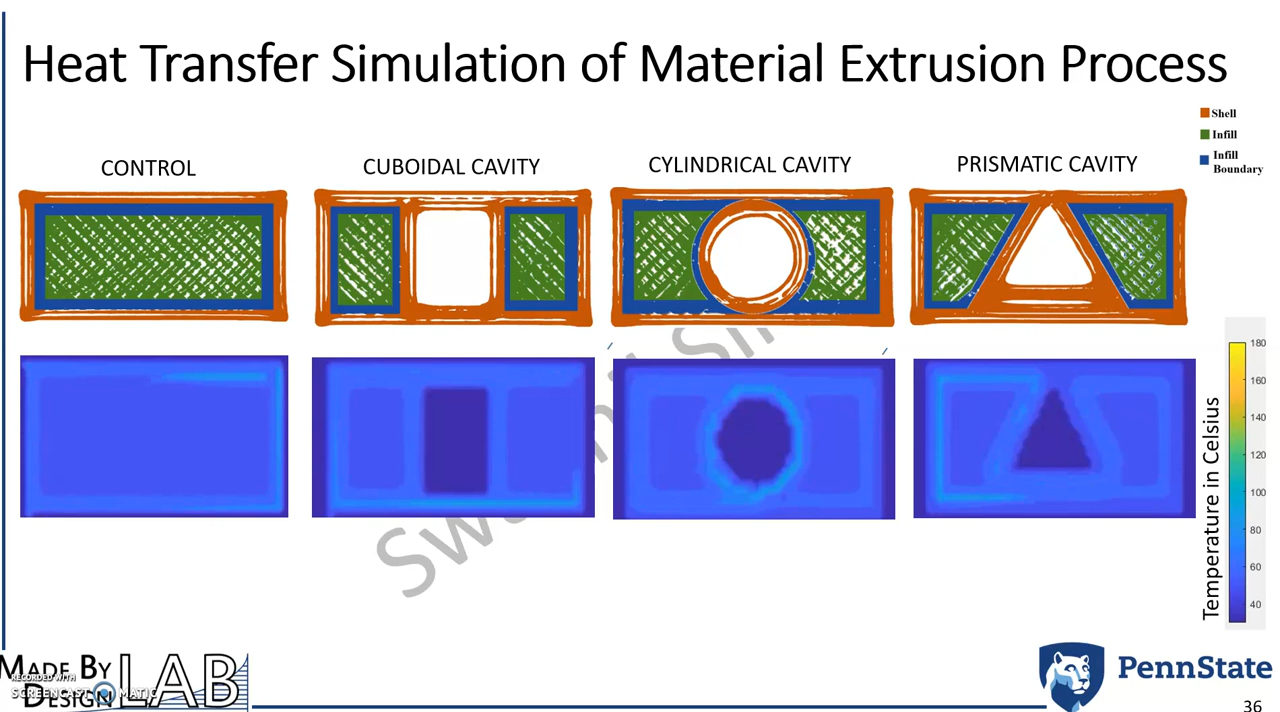 Heat Transfer Simulation of Material Extrusion Process
Shell
Infill
Infill
Boundary
CONTROL
CUBOIDAL CAVITY
CYLINDRICAL CAVITY
PRISMATIC CAVITY
Temperature in Celsius
180
160
140
120
100
80
60
40
MADE BY
DESIGN LAB
RECORDED WITH
SCREENCAST MATIC
PennState
36